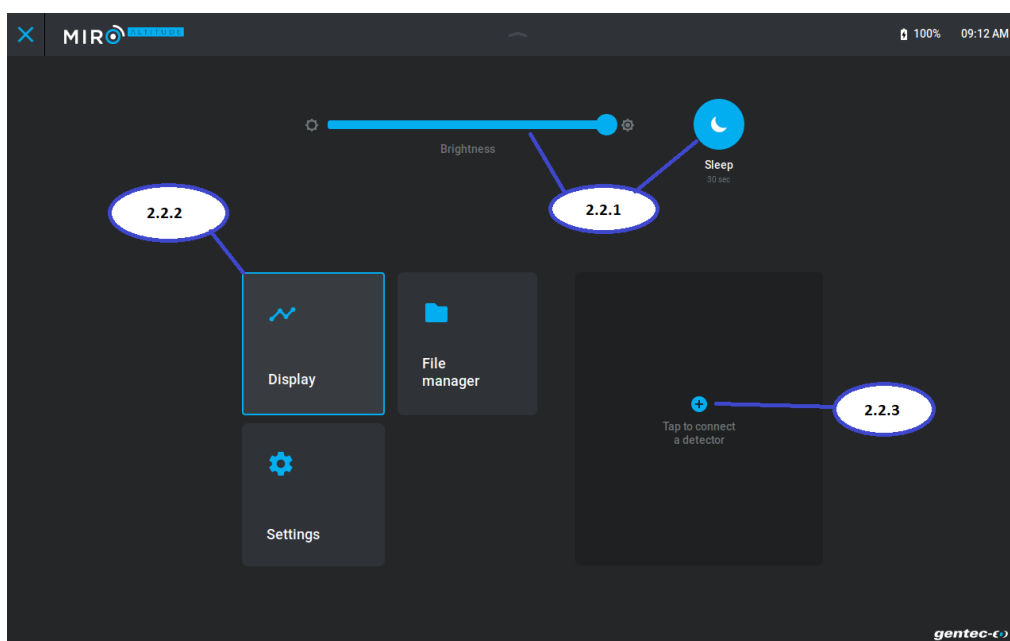 MIRO ALTITUDE
100% 09:12 AM
Brightness
Sleep
30 sec
2.2.1
2.2.2
Display
File
manager
2.2.3
Tap to connect
a detector
Settings
gentec-eo